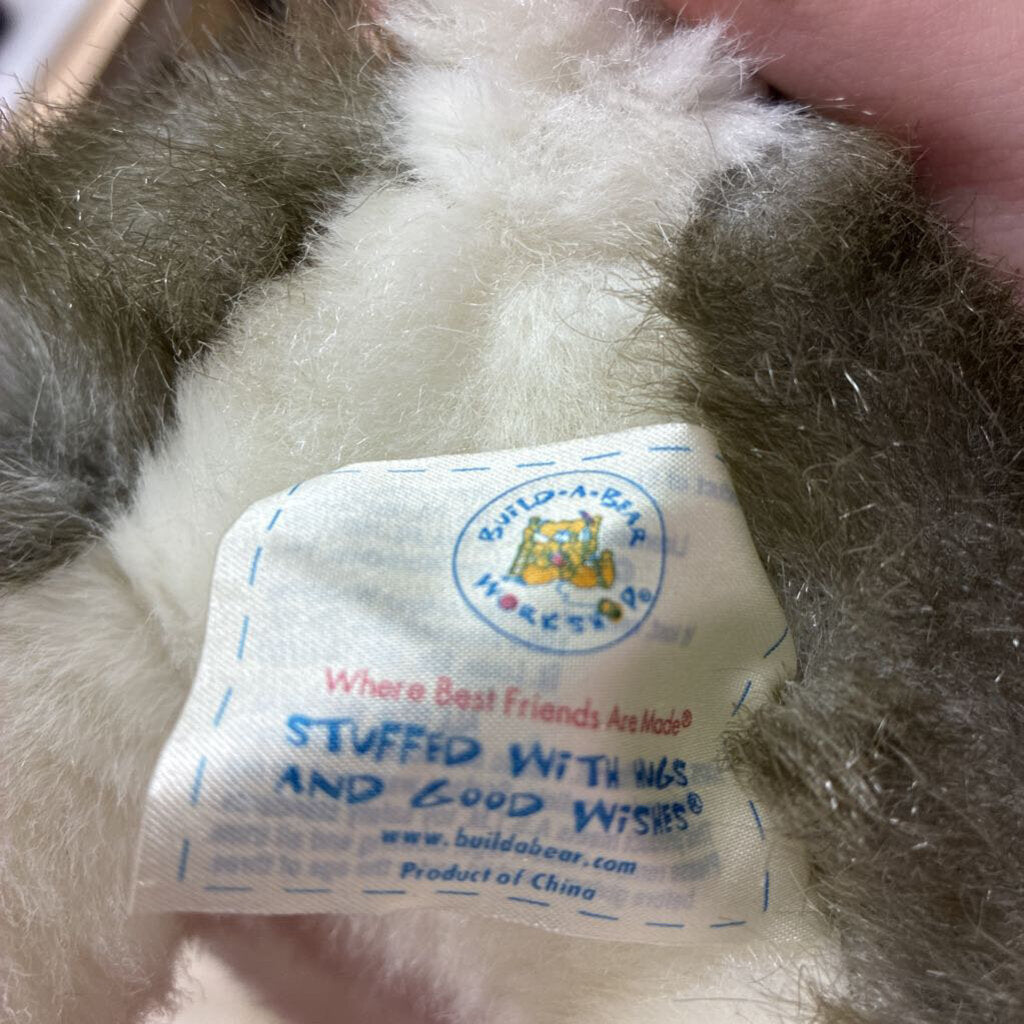 BUILD-A-BEAR
WORKSHOP®
Where Best Friends Are Made®
STUFFED WITH
AND GOOD WISHES®
www.buildabear.com
Product of China